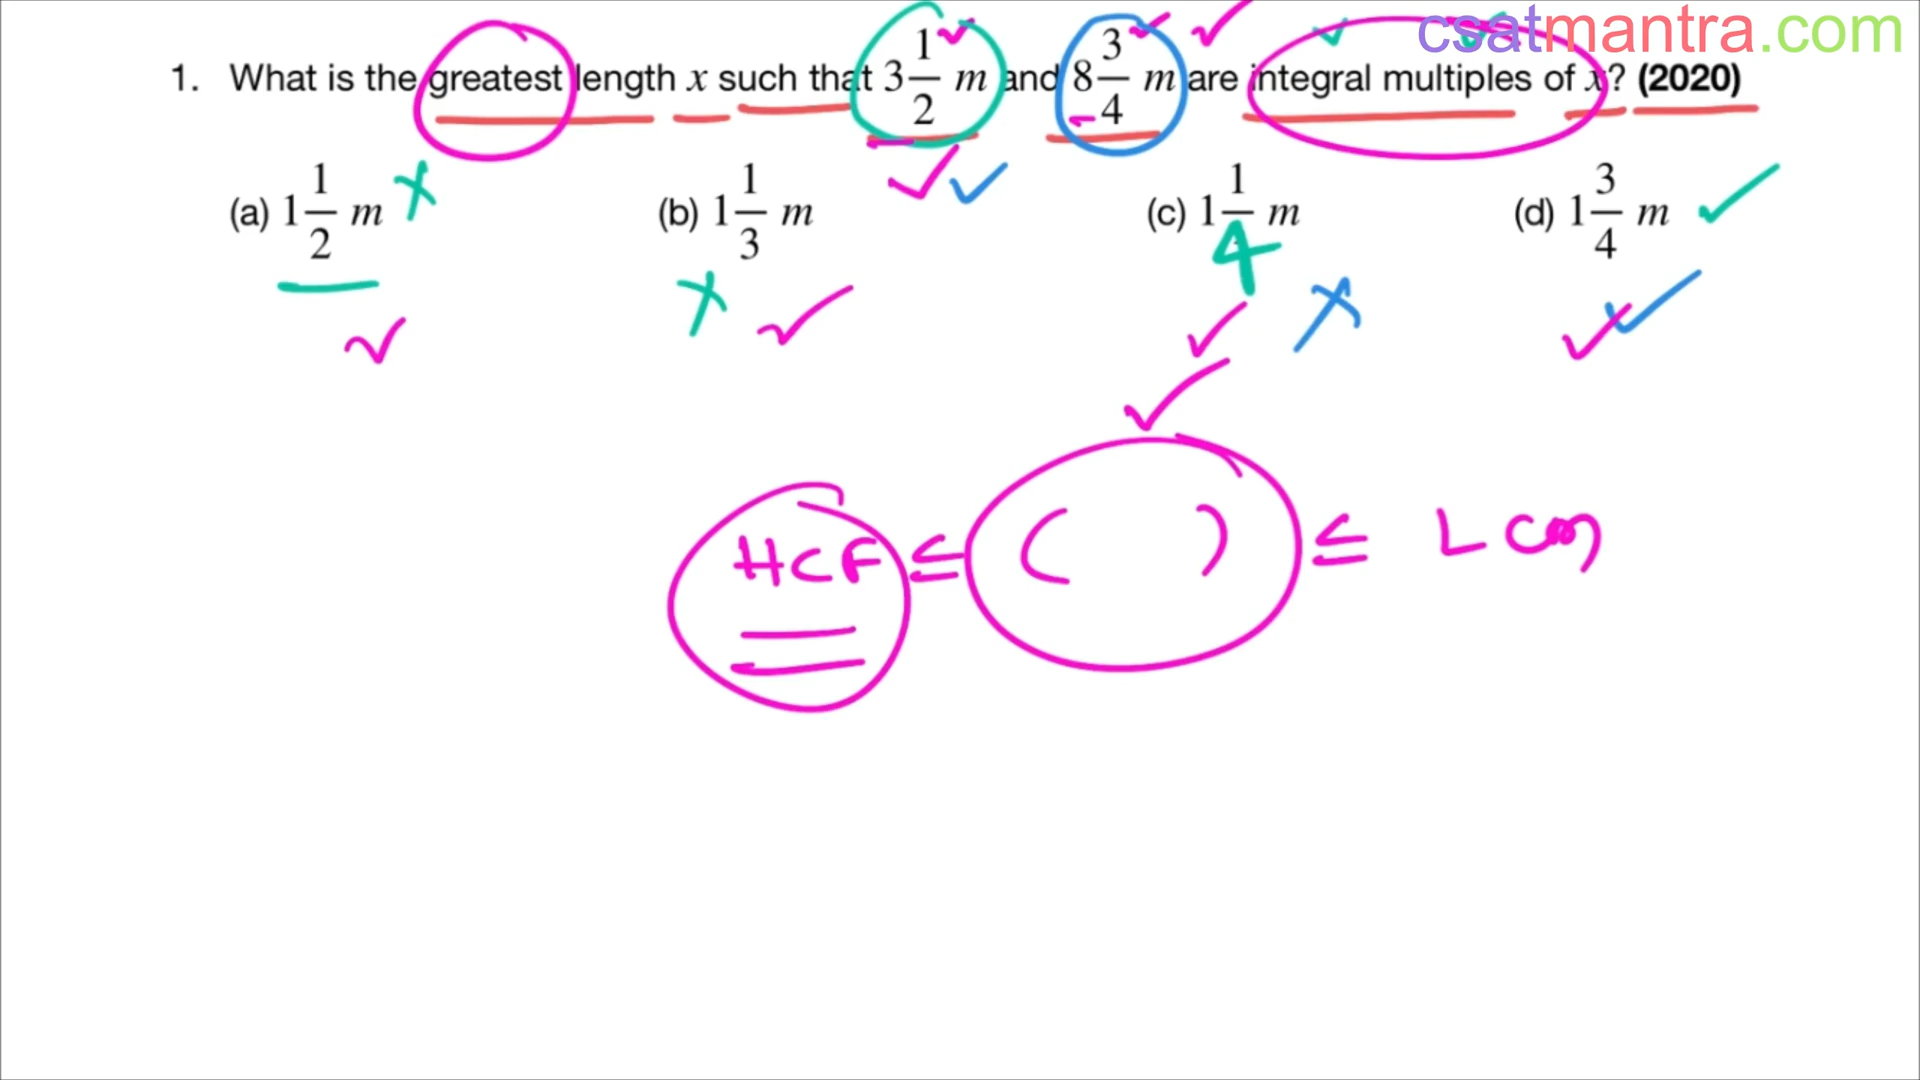 csatmantra.com
1. What is the greatest length x such that 3 1/2 m and 8 3/4 m are integral multiples of x? (2020)
(a) 1 1/2 m (b) 1 1/3 m (c) 1 1/4 m (d) 1 3/4 m
HCF ≤ ( ) ≤ LCM